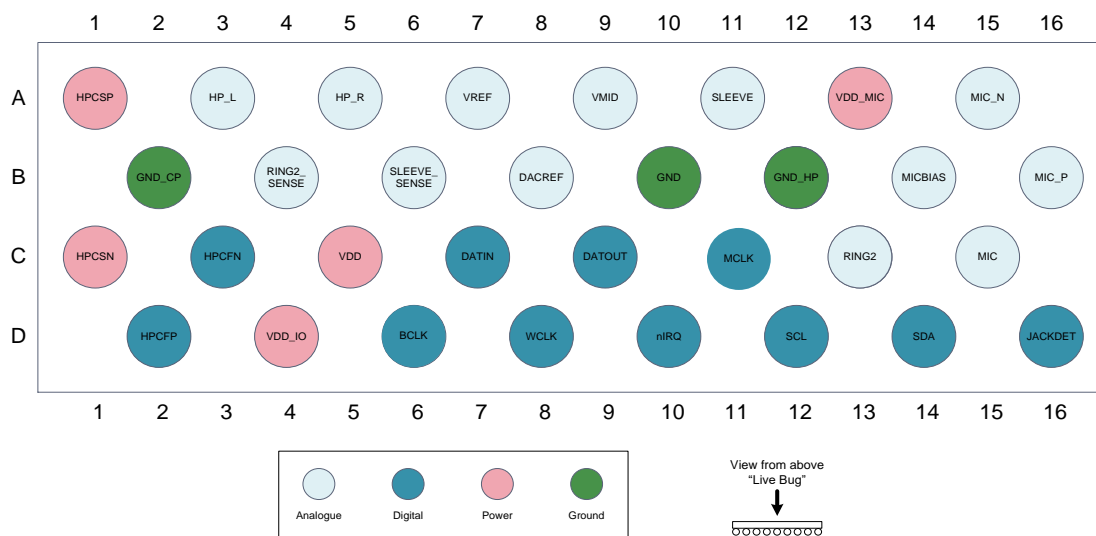 1 2 3 4 5 6 7 8 9 10 11 12 13 14 15 16
A HPCSP HP_L HP_R VREF VMID SLEEVE VDD_MIC MIC_N
B GND_CP RING2_ SENSE SLEEVE_ SENSE DACREF GND GND_HP MICBIAS MIC_P
C HPCSN HPCFN VDD DATIN DATOUT MCLK RING2 MIC
D HPCFP VDD_IO BCLK WCLK nIRQ SCL SDA JACKDET
1 2 3 4 5 6 7 8 9 10 11 12 13 14 15 16
Analogue Digital Power Ground
View from above
“Live Bug”